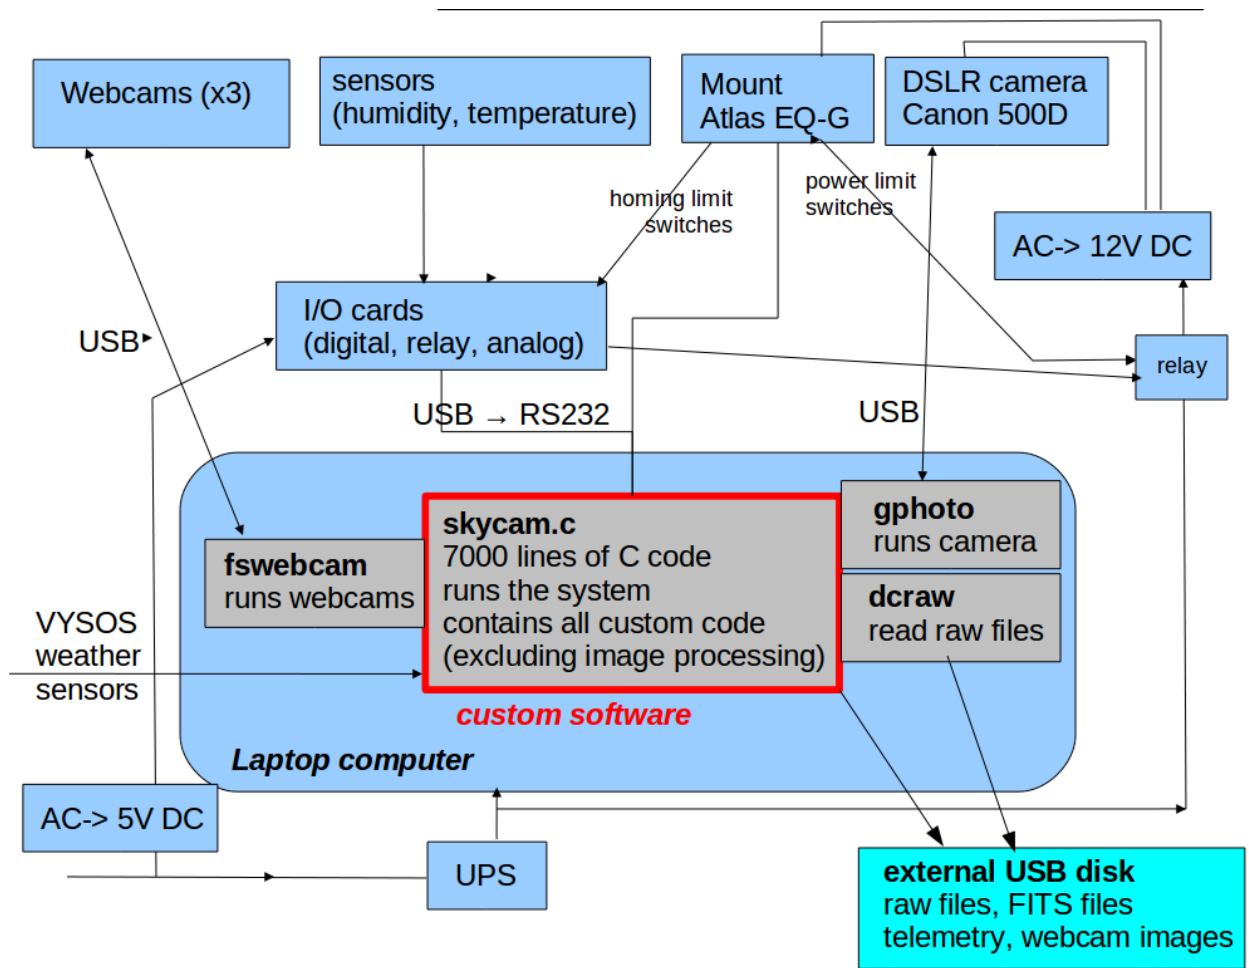 Webcams (x3)
sensors
(humidity, temperature)
Mount
Atlas EQ-G
DSLR camera
Canon 500D
homing limit
switches
power limit
switches
AC-> 12V DC
I/O cards
(digital, relay, analog)
USB
relay
USB → RS232
USB
skycam.c
7000 lines of C code
runs the system
contains all custom code
(excluding image processing)
gphoto
runs camera
fswebcam
runs webcams
dcraw
read raw files
VYSOS
weather
sensors
custom software
Laptop computer
AC-> 5V DC
UPS
external USB disk
raw files, FITS files
telemetry, webcam images